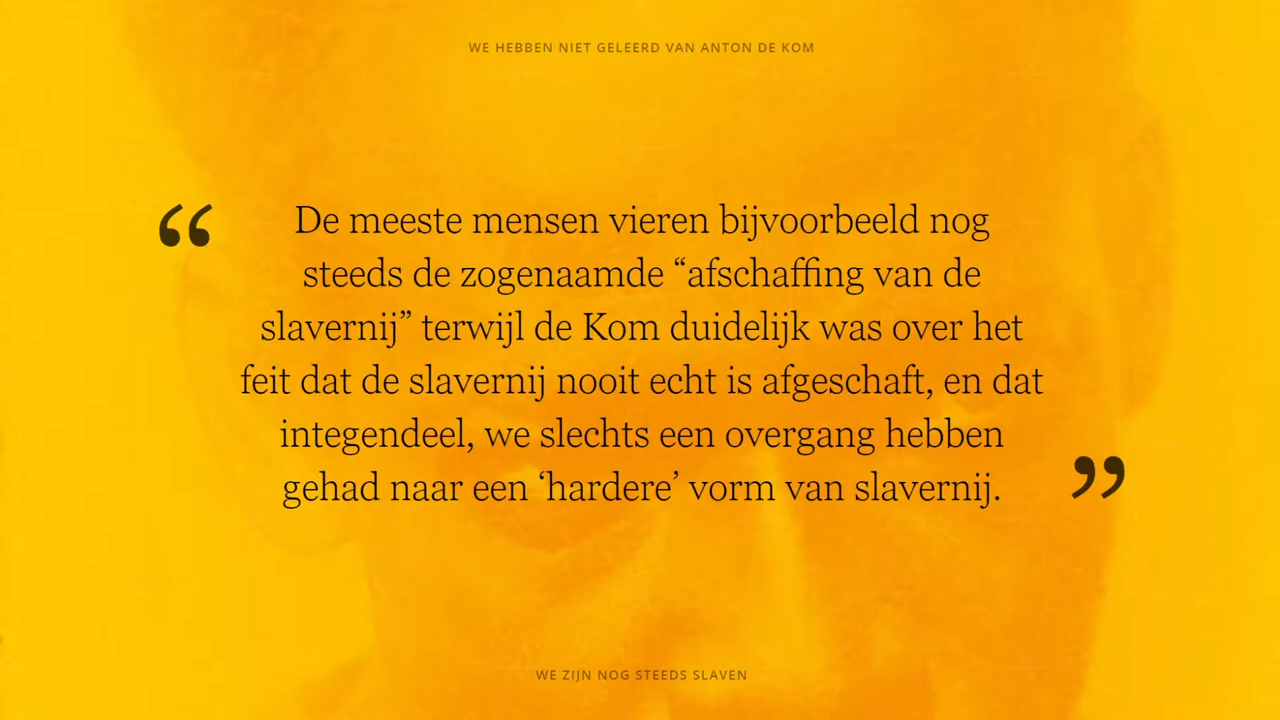 WE HEBBEN NIET GELEERD VAN ANTON DE KOM
“De meeste mensen vieren bijvoorbeeld nog
steeds de zogenaamde “afschaffing van de
slavernij” terwijl de Kom duidelijk was over het
feit dat de slavernij nooit echt is afgeschaft, en dat
integendeel, we slechts een overgang hebben
gehad naar een ‘hardere’ vorm van slavernij.”
WE ZIJN NOG STEEDS SLAVEN